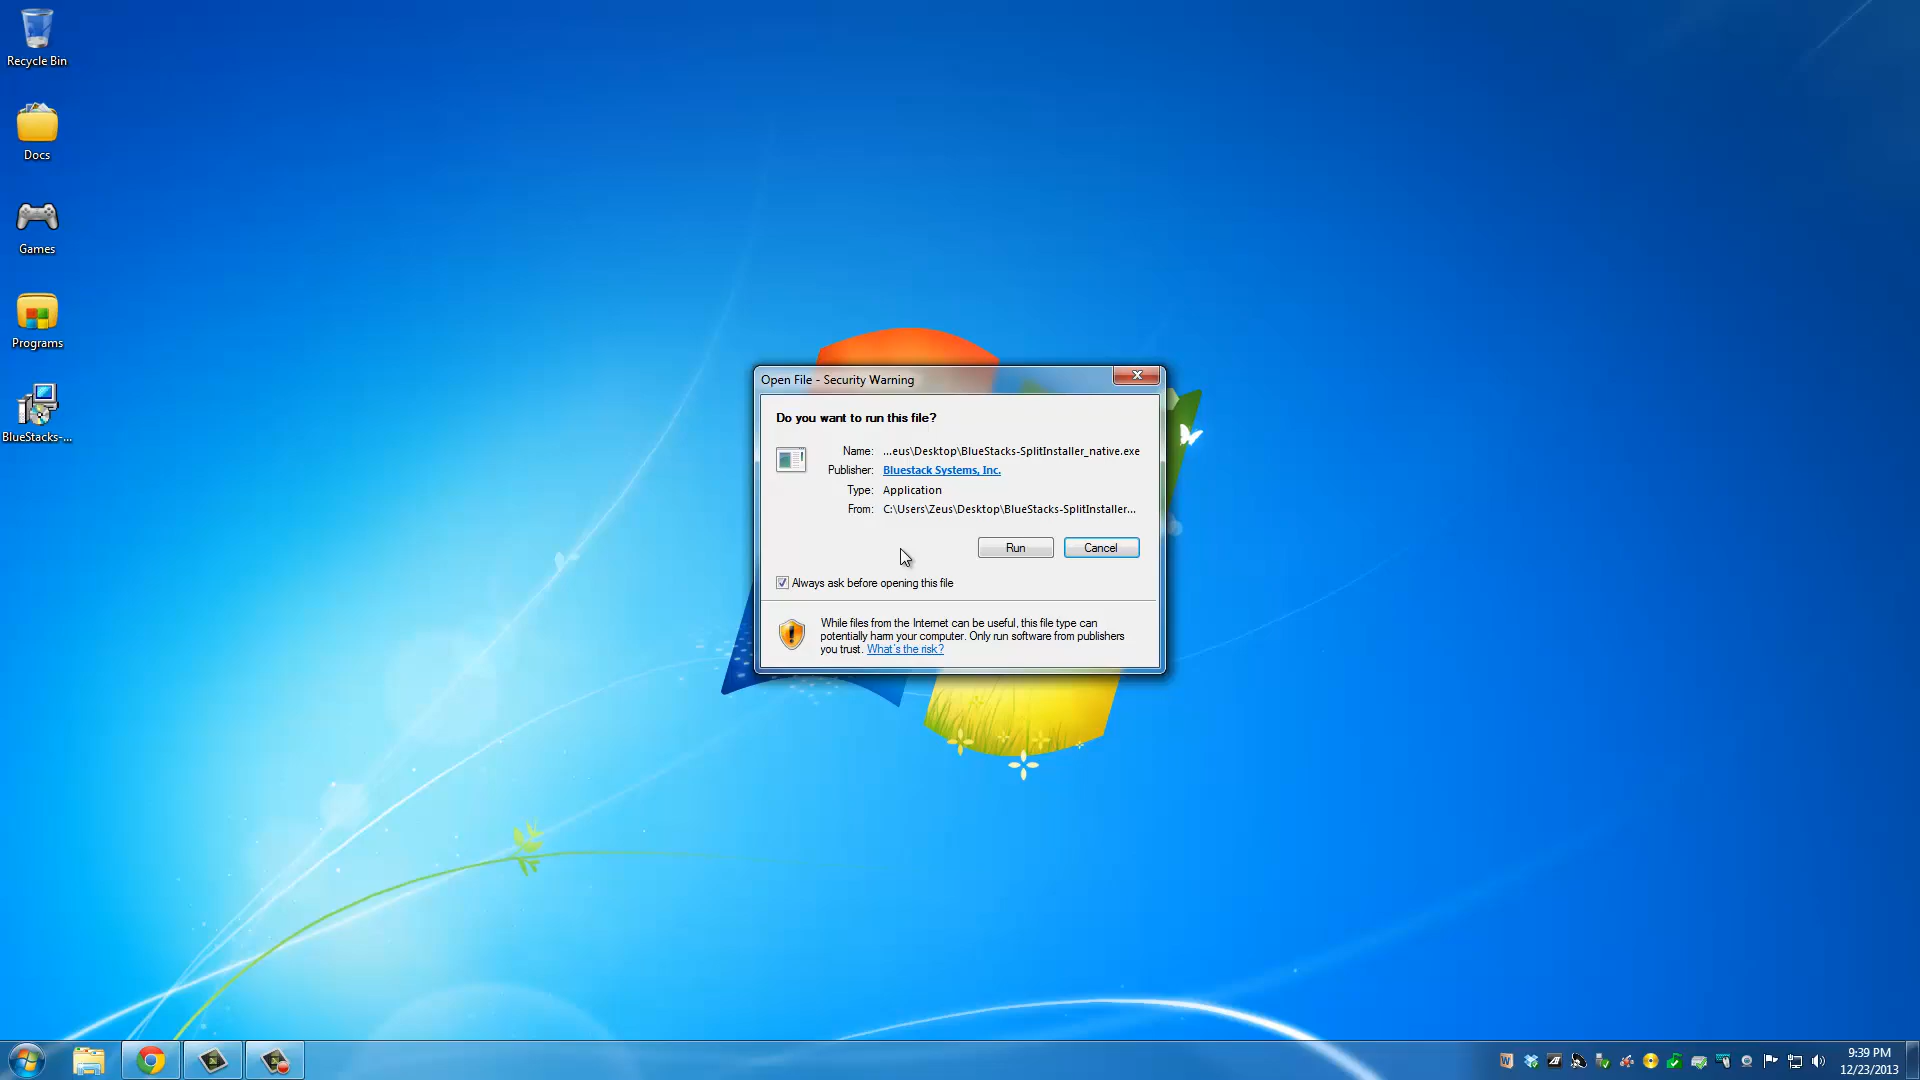 Recycle Bin
Docs
Games
Programs
BlueStacks-...
Open File - Security Warning
Do you want to run this file?
Name: ...eus\Desktop\BlueStacks-SplitInstaller_native.exe
Publisher: Bluestack Systems, Inc.
Type: Application
From: C:\Users\Zeus\Desktop\BlueStacks-SplitInstaller...
Run Cancel
Always ask before opening this file
While files from the Internet can be useful, this file type can
potentially harm your computer. Only run software from publishers
you trust. What's the risk?
9:39 PM
12/23/2013